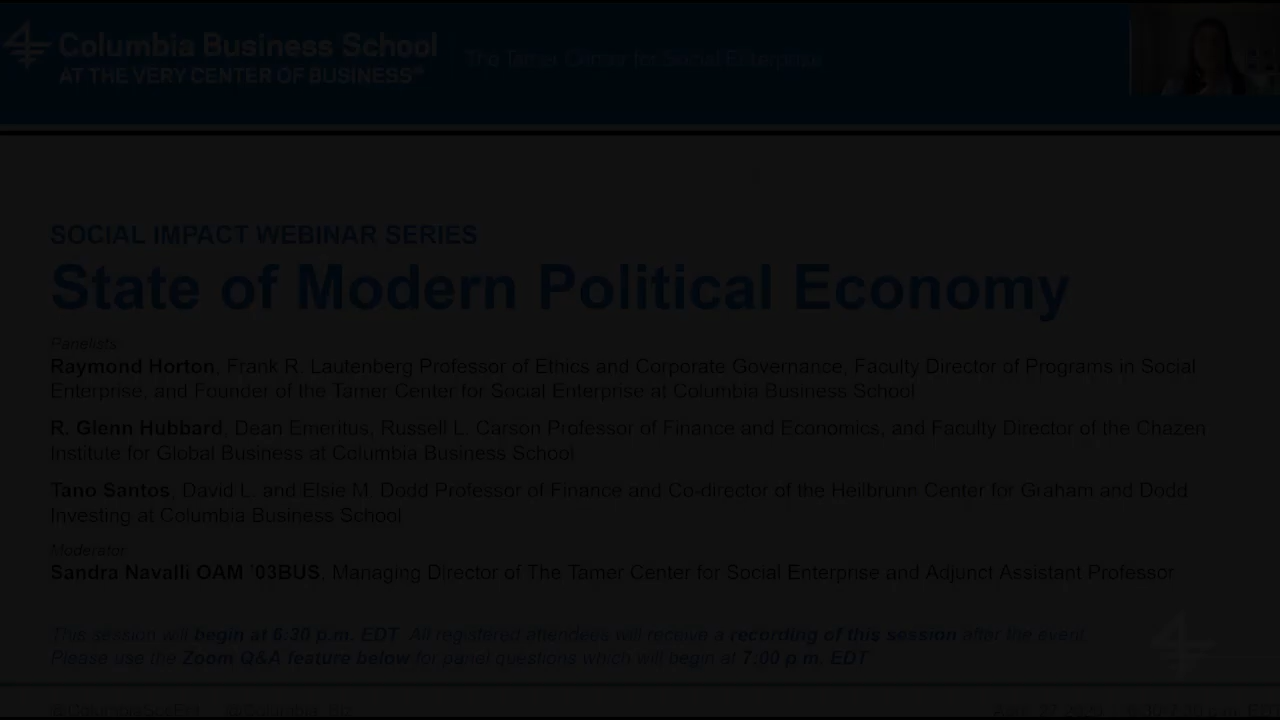 Columbia Business School
AT THE VERY CENTER OF BUSINESS
The Tamer Center for Social Enterprise
SOCIAL IMPACT WEBINAR SERIES
State of Modern Political Economy
Panelists
Raymond Horton, Frank R. Lautenberg Professor of Ethics and Corporate Governance, Faculty Director of Programs in Social
Enterprise, and Founder of the Tamer Center for Social Enterprise at Columbia Business School
R. Glenn Hubbard, Dean Emeritus, Russell L. Carson Professor of Finance and Economics, and Faculty Director of the Chazen
Institute for Global Business at Columbia Business School
Tano Santos, David L. and Elsie M. Dodd Professor of Finance and Co-director of the Heilbrunn Center for Graham and Dodd
Investing at Columbia Business School
Moderator
Sandra Navalli OAM '03BUS, Managing Director of The Tamer Center for Social Enterprise and Adjunct Assistant Professor
This session will begin at 6:30 p.m. EDT. All registered attendees will receive a recording of this session after the event.
Please use the Zoom Q&A feature below for panel questions which will begin at 7:00 p.m. EDT